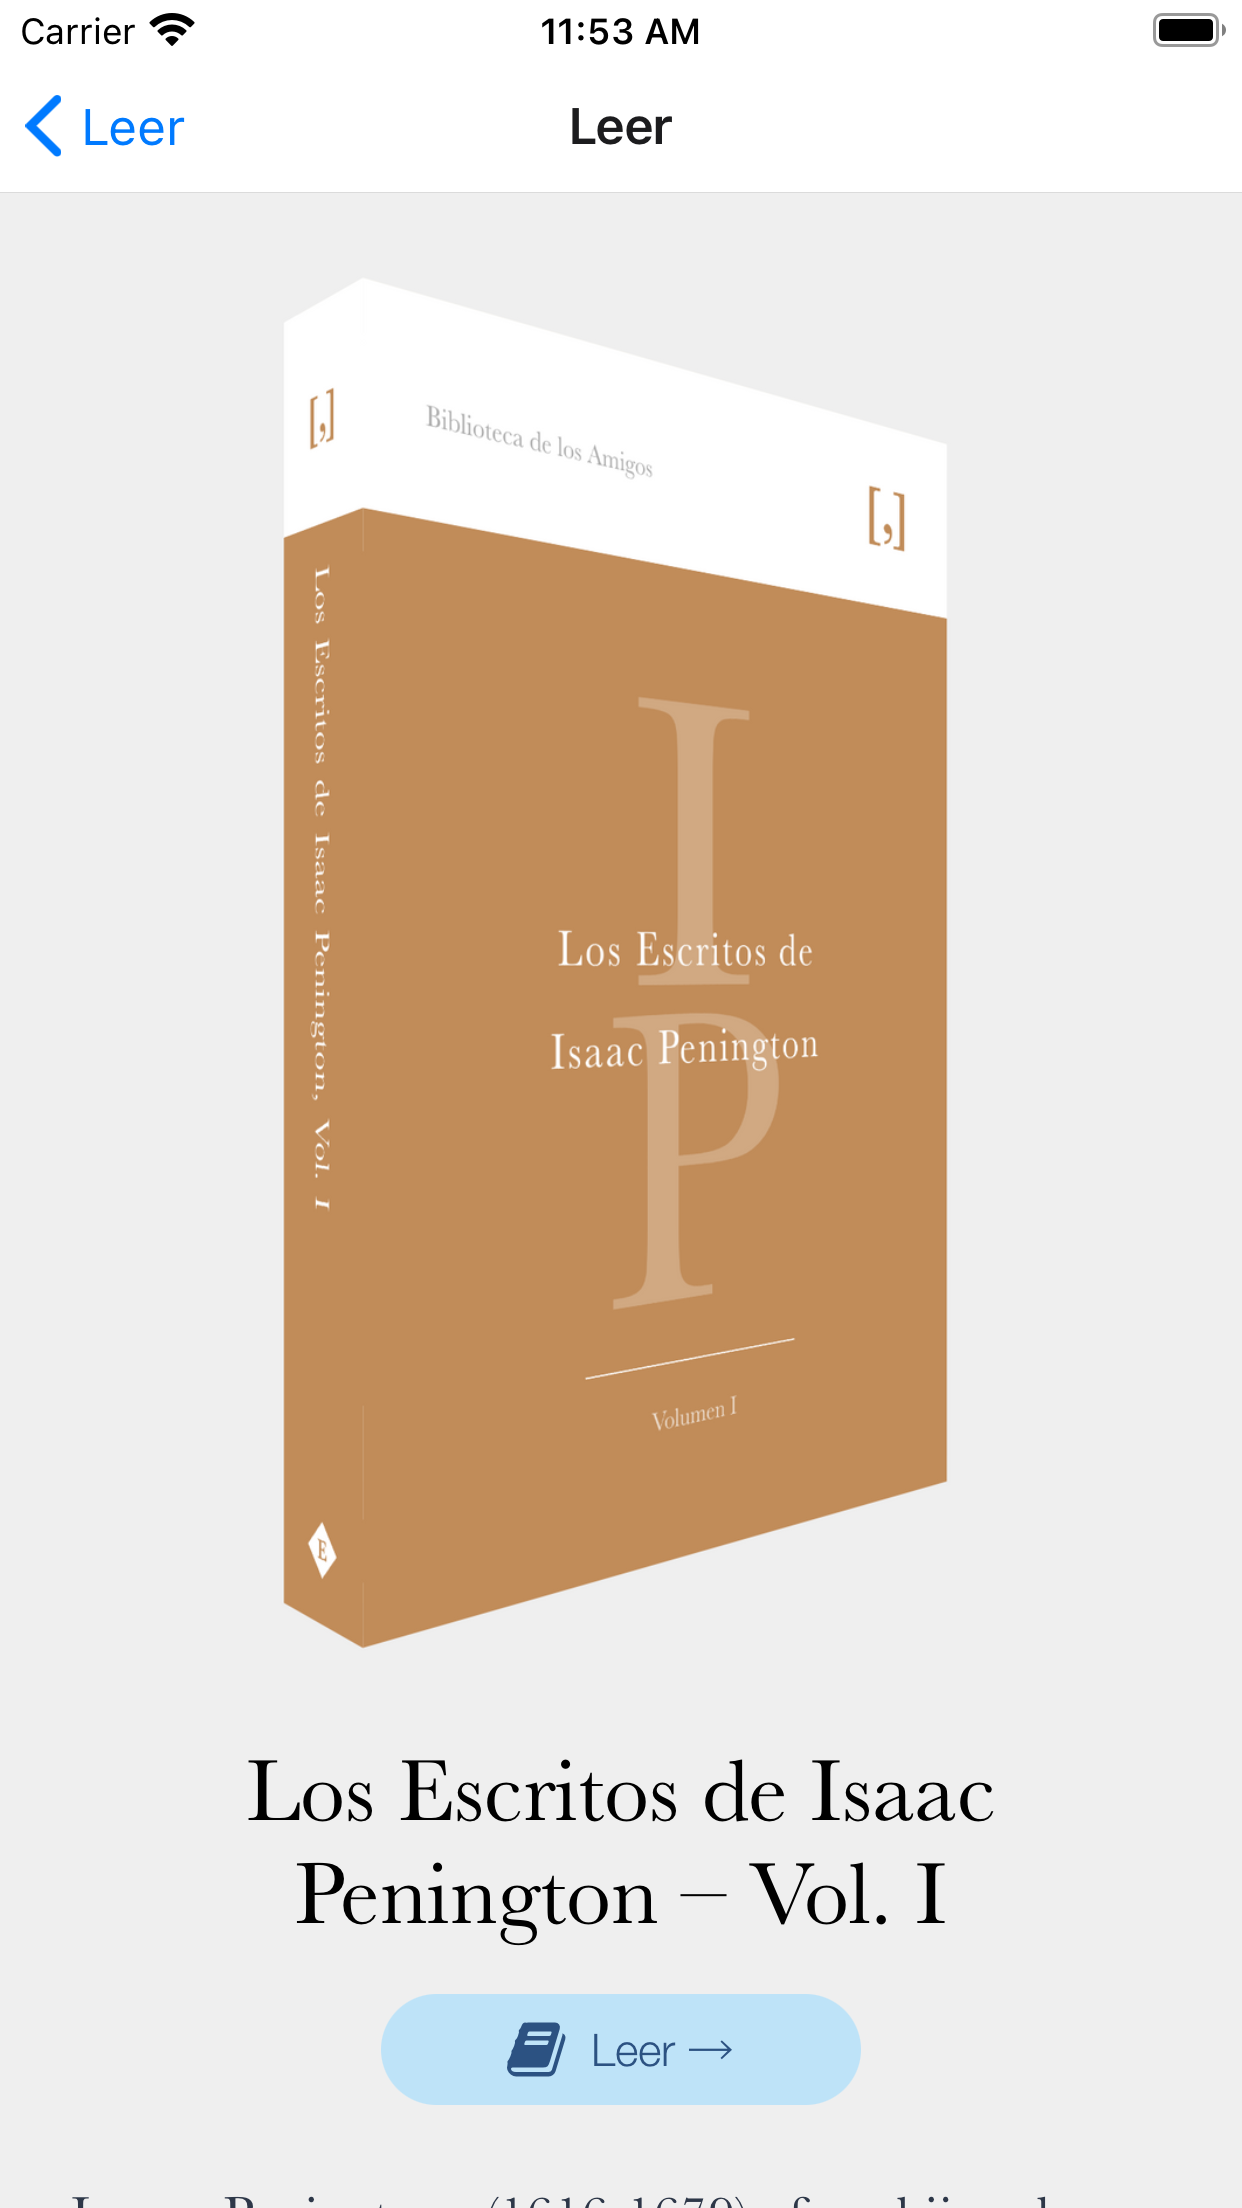 Carrier 11:53 AM
Leer Leer
Biblioteca de los Amigos
[,]
[,]
Los Escritos de Isaac Penington, Vol. I
I
P
Los Escritos de
Isaac Penington
Volumen I
E
Los Escritos de Isaac
Penington – Vol. I
Leer →